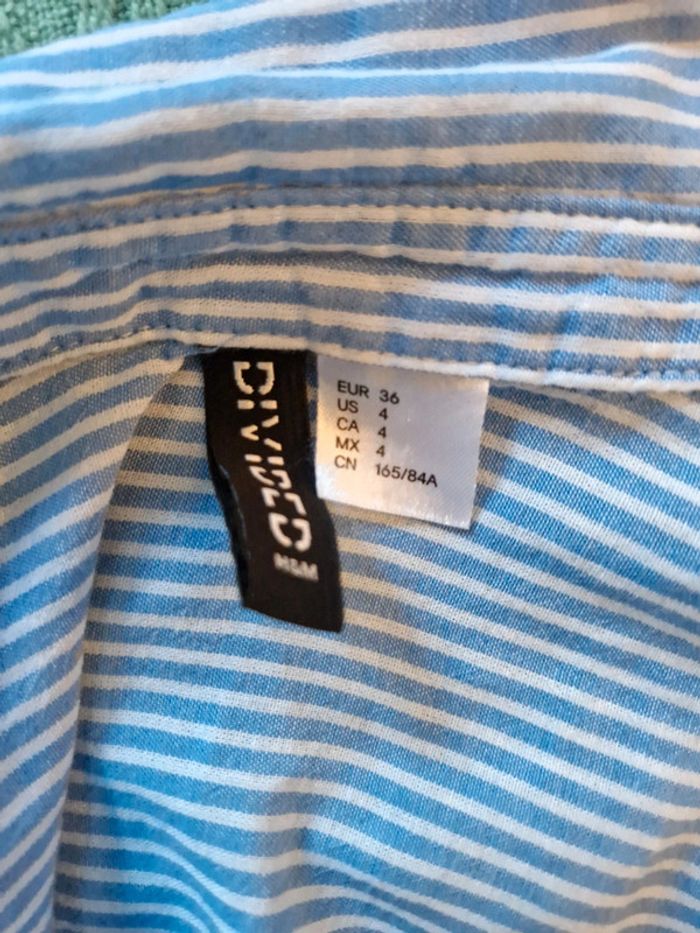 DIVIDED
H&M
EUR 36
US 4
CA 4
MX 4
CN 165/84A